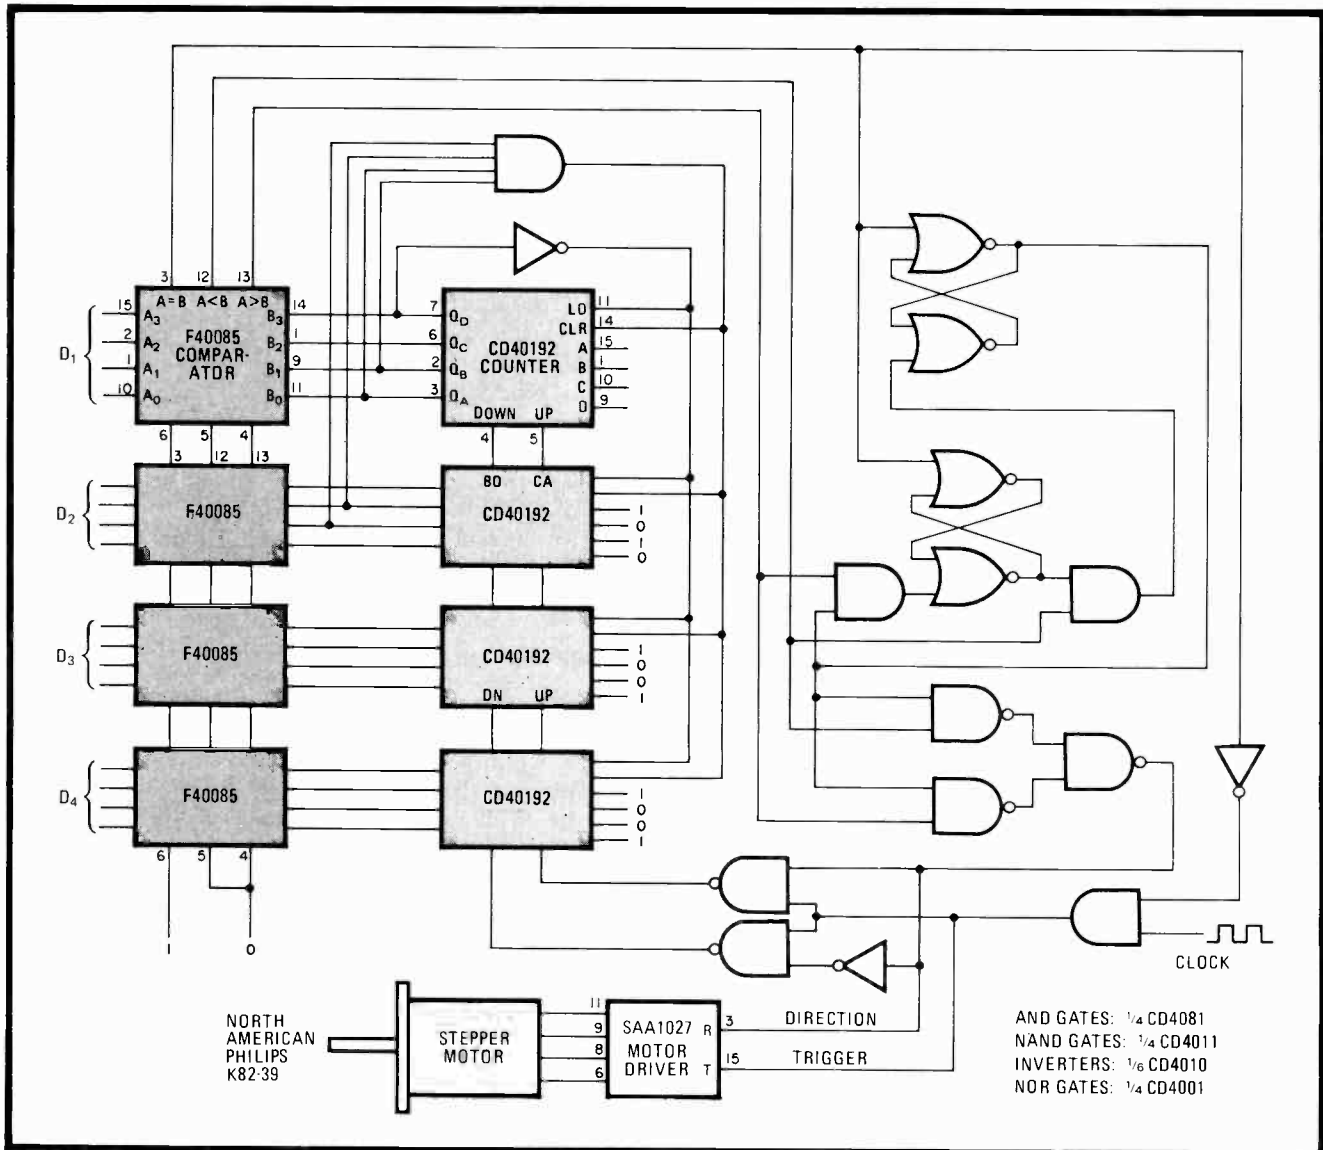 3 12 13
A=B A<B A>B
D1
15 A3
2 A2
1 A1
10 A0
F40085
COMPAR-
ATOR
B3 14
B2 1
B1 9
B0 11
6 5 4
7 QD
6 QC
2 QB
3 QA
CD40192
COUNTER
LD 11
CLR 14
A 15
B 1
C 10
D 9
DOWN UP
4 5
3 12 13
D2
F40085
BO CA
CD40192
1
0
1
0
D3
F40085
CD40192
DN UP
1
0
0
1
D4
F40085
CD40192
1
0
0
1
6 5 4
1 0
CLOCK
NORTH
AMERICAN
PHILIPS
K82-39
STEPPER
MOTOR
11
9
8
6
SAA1027
MOTOR
DRIVER
R
T
3 DIRECTION
15 TRIGGER
AND GATES: 1/4 CD4081
NAND GATES: 1/4 CD4011
INVERTERS: 1/6 CD4010
NOR GATES: 1/4 CD4001